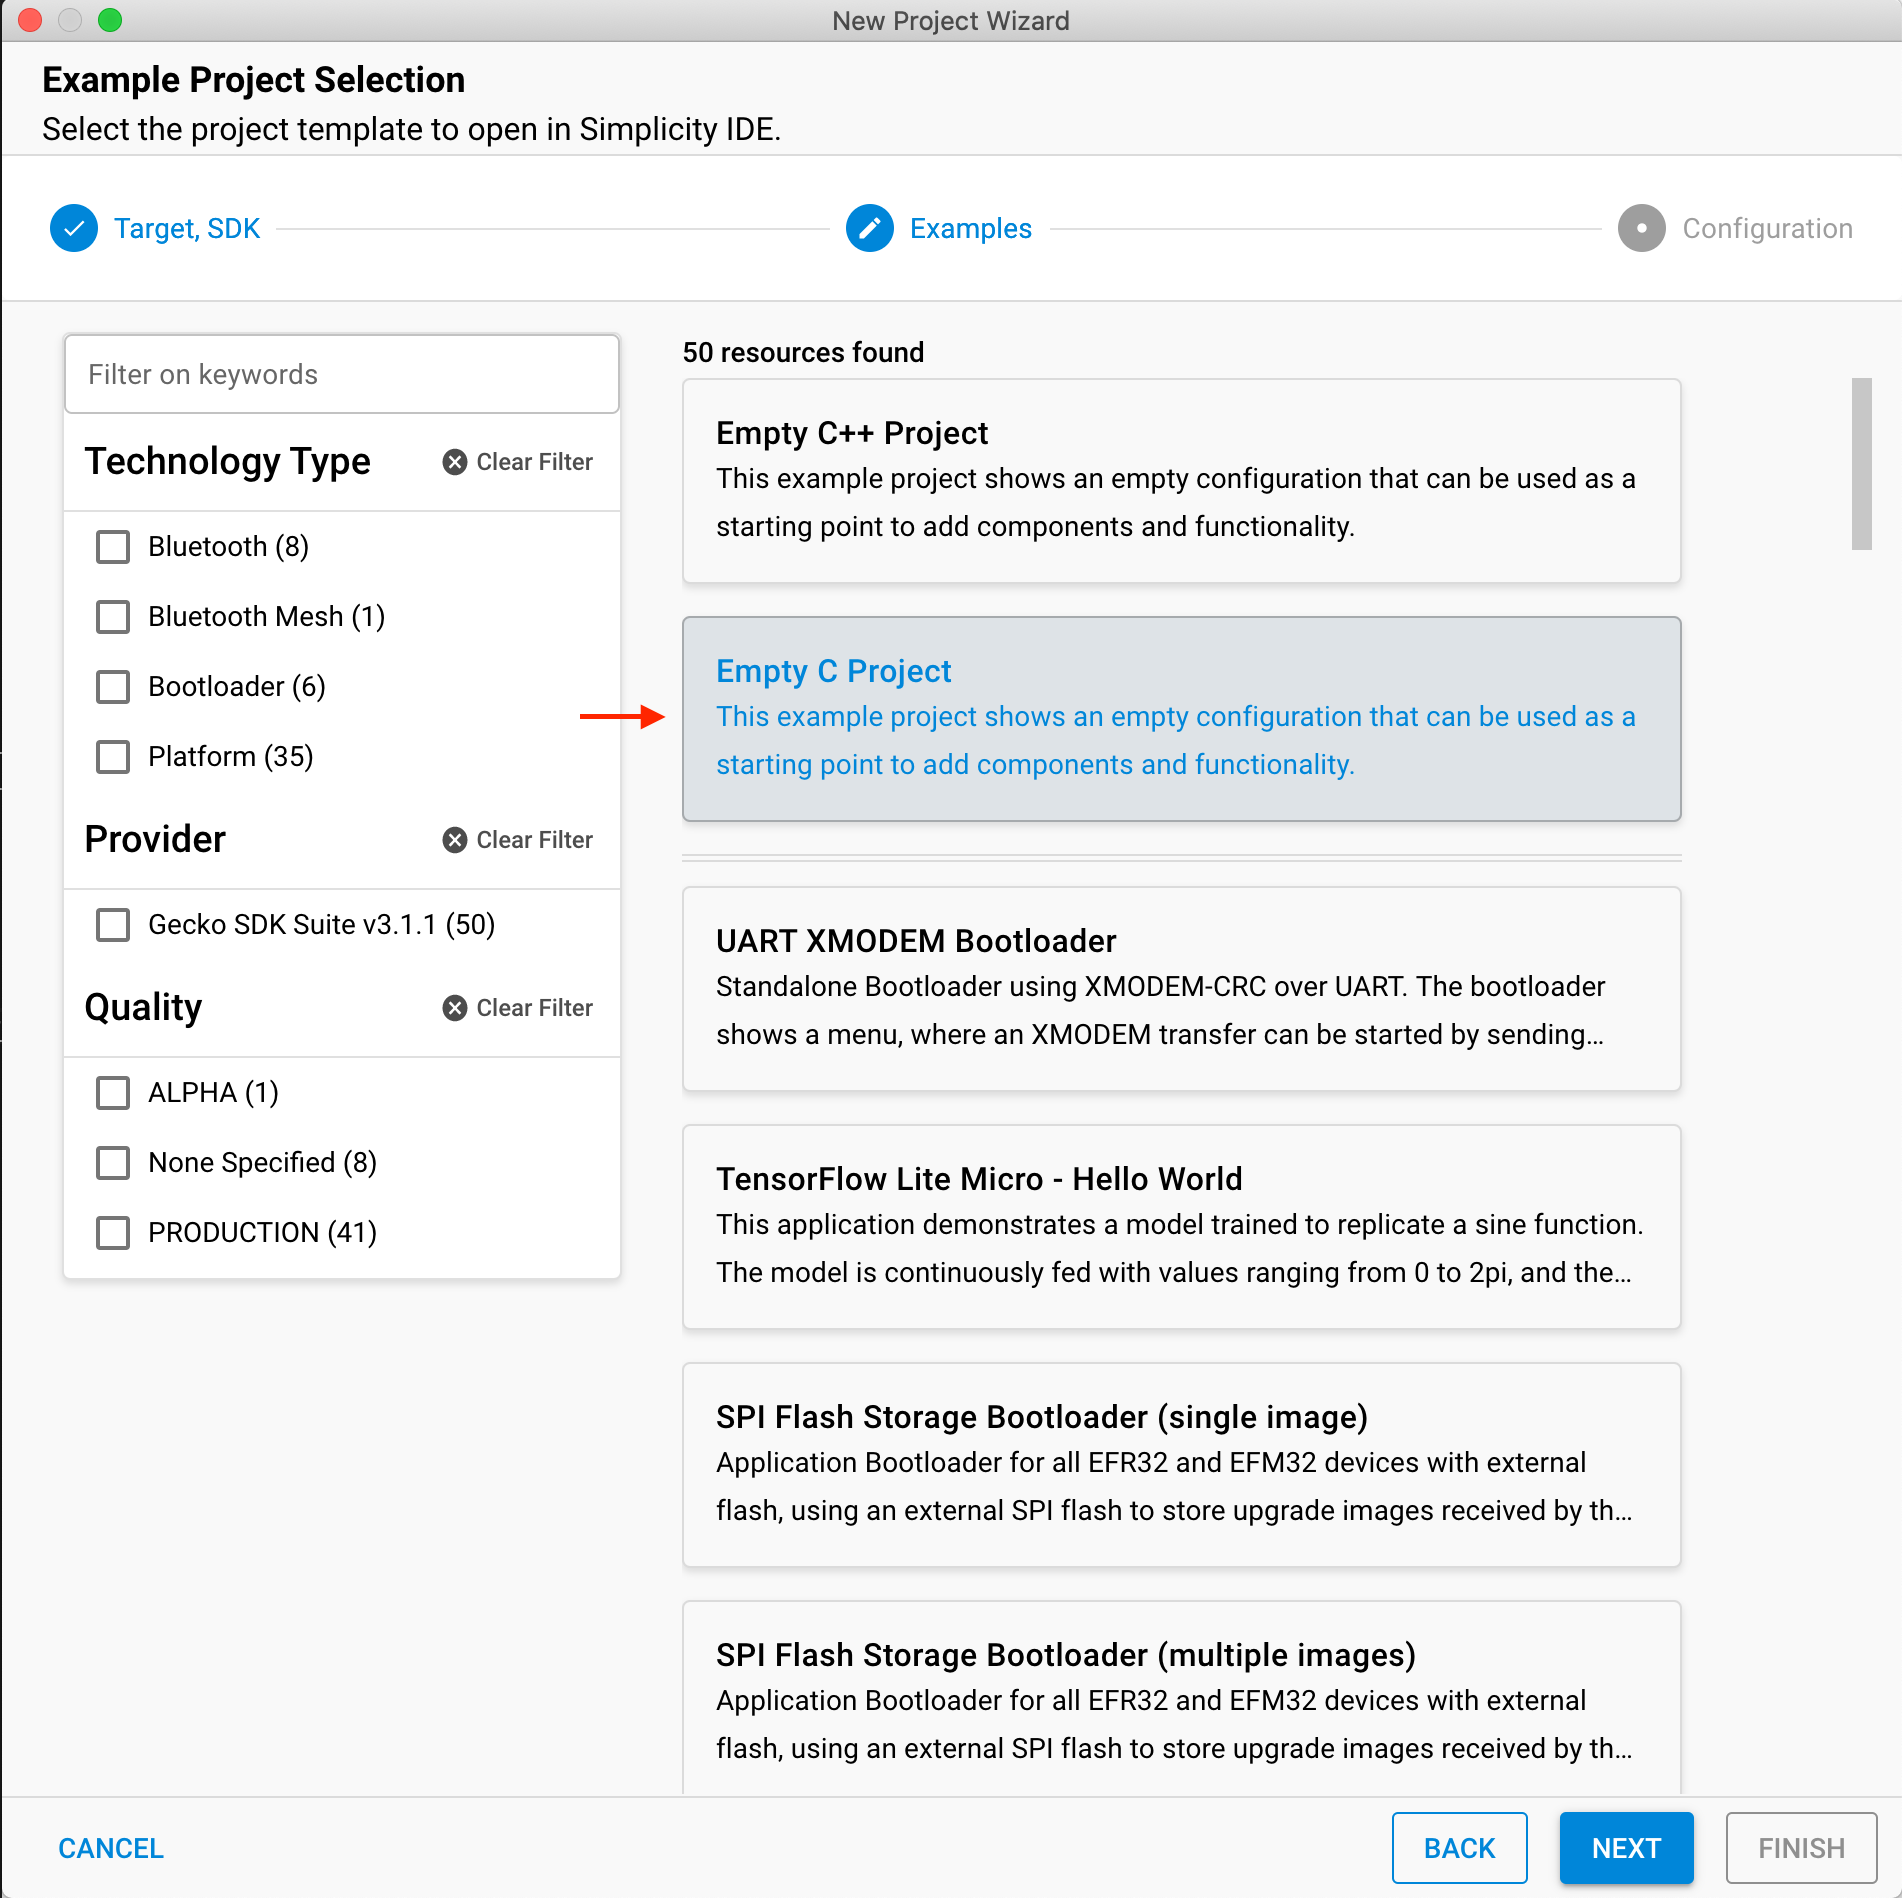 New Project Wizard
Example Project Selection
Select the project template to open in Simplicity IDE.
Target, SDK
Examples
Configuration
Filter on keywords
Technology Type
Clear Filter
Bluetooth (8)
Bluetooth Mesh (1)
Bootloader (6)
Platform (35)
Provider
Clear Filter
Gecko SDK Suite v3.1.1 (50)
Quality
Clear Filter
ALPHA (1)
None Specified (8)
PRODUCTION (41)
50 resources found
Empty C++ Project
This example project shows an empty configuration that can be used as a
starting point to add components and functionality.
Empty C Project
This example project shows an empty configuration that can be used as a
starting point to add components and functionality.
UART XMODEM Bootloader
Standalone Bootloader using XMODEM-CRC over UART. The bootloader
shows a menu, where an XMODEM transfer can be started by sending...
TensorFlow Lite Micro - Hello World
This application demonstrates a model trained to replicate a sine function.
The model is continuously fed with values ranging from 0 to 2pi, and the...
SPI Flash Storage Bootloader (single image)
Application Bootloader for all EFR32 and EFM32 devices with external
flash, using an external SPI flash to store upgrade images received by th...
SPI Flash Storage Bootloader (multiple images)
Application Bootloader for all EFR32 and EFM32 devices with external
flash, using an external SPI flash to store upgrade images received by th...
CANCEL
BACK
NEXT
FINISH